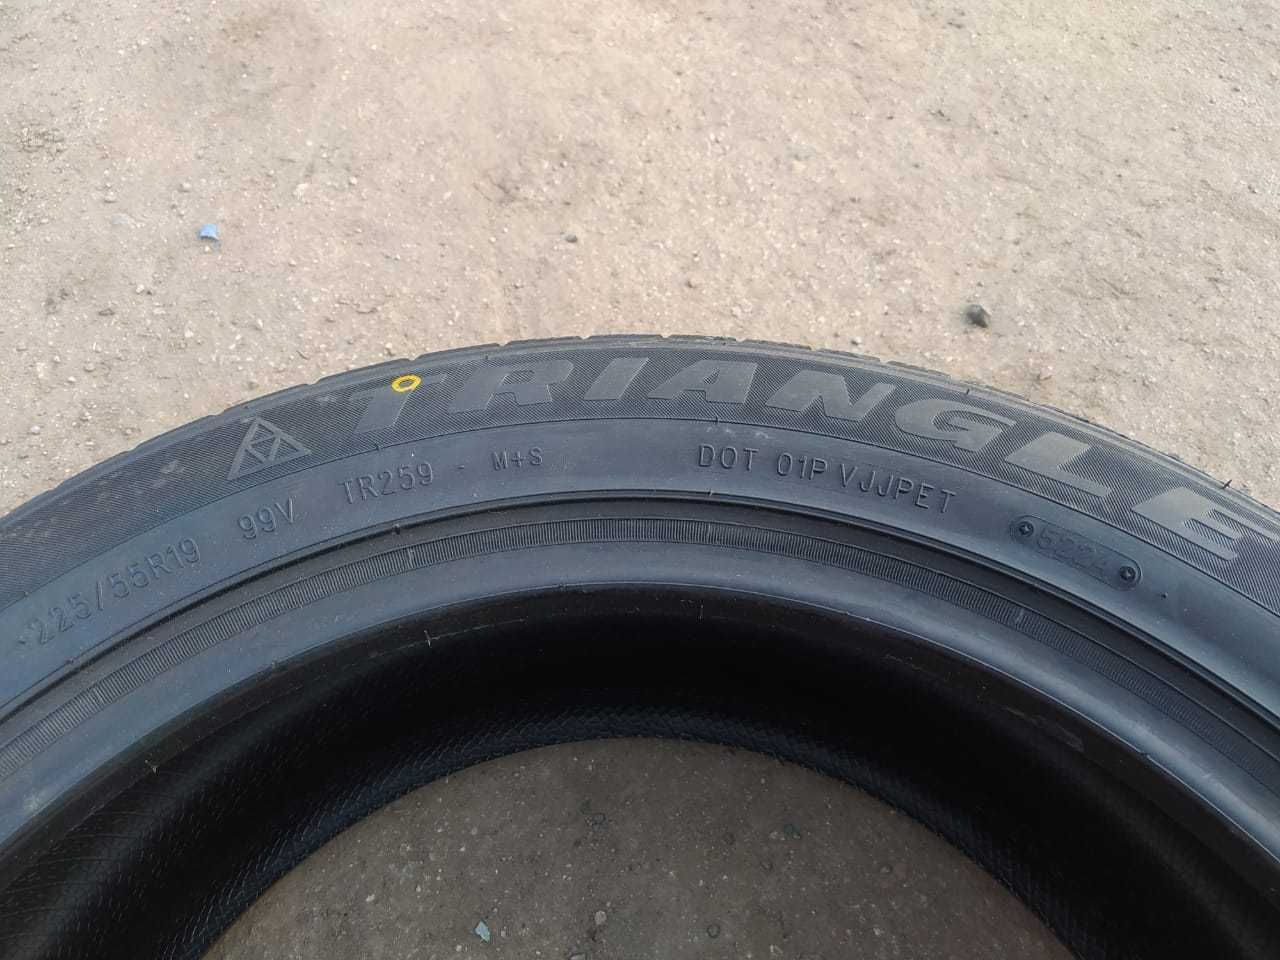 TRIANGLE
225/55R19 99V TR259 - M+S DOT 01P VJJPET 5224